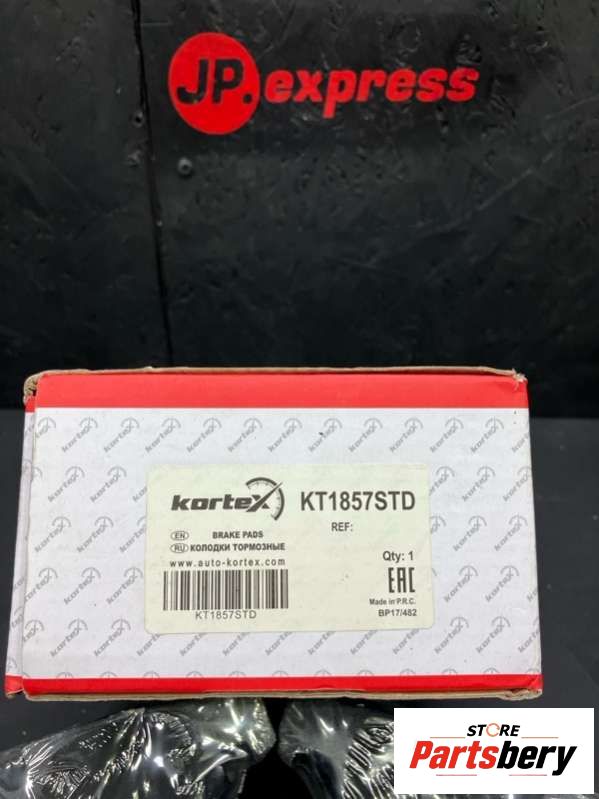 JP.express
kortex KT1857STD
REF:
EN BRAKE PADS
RU КОЛОДКИ ТОРМОЗНЫЕ
Qty: 1
www.auto-kortex.com
EAC
Made in P.R.C.
KT1857STD
BP17/482
STORE
Partsbery